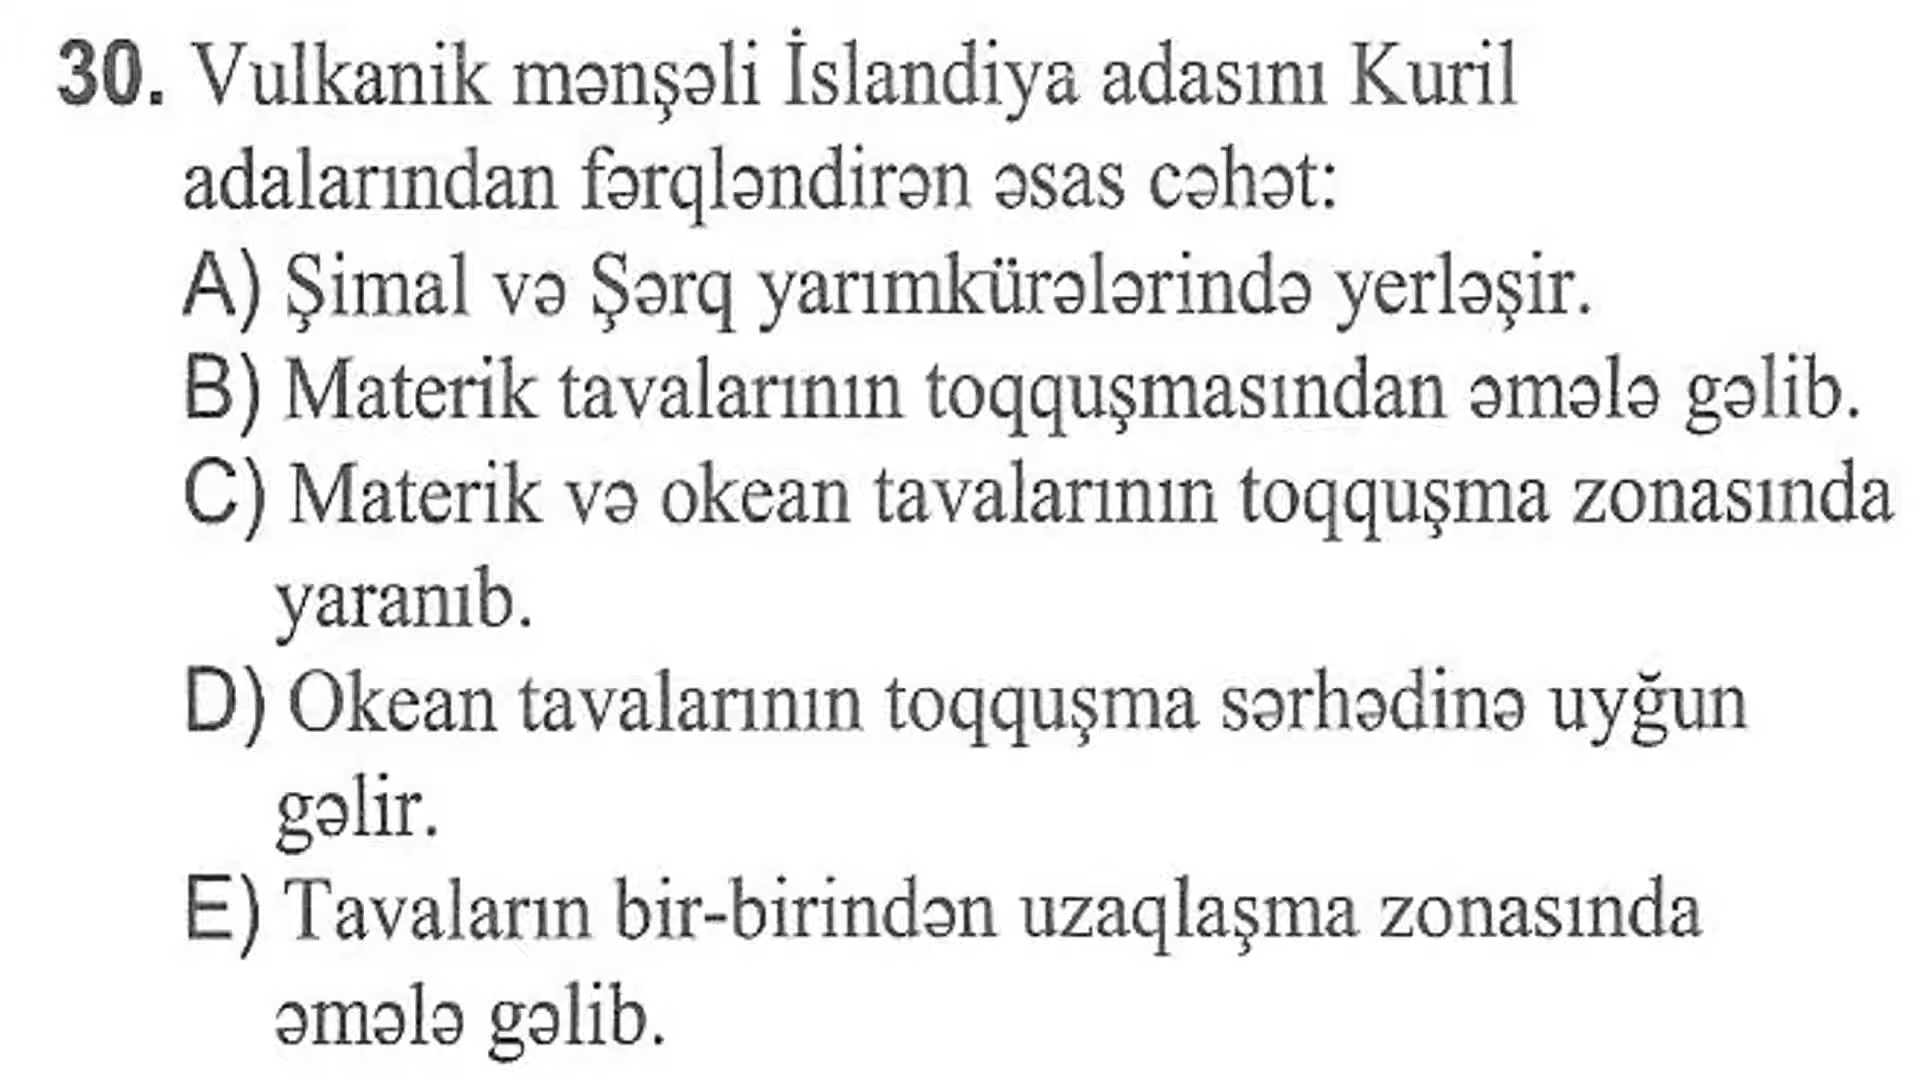 30. Vulkanik mənşəli İslandiya adasını Kuril
adalarından fərqləndirən əsas cəhət:
A) Şimal və Şərq yarımkürələrində yerləşir.
B) Materik tavalarının toqquşmasından əmələ gəlib.
C) Materik və okean tavalarının toqquşma zonasında
yaranıb.
D) Okean tavalarının toqquşma sərhədinə uyğun
gəlir.
E) Tavaların bir-birindən uzaqlaşma zonasında
əmələ gəlib.